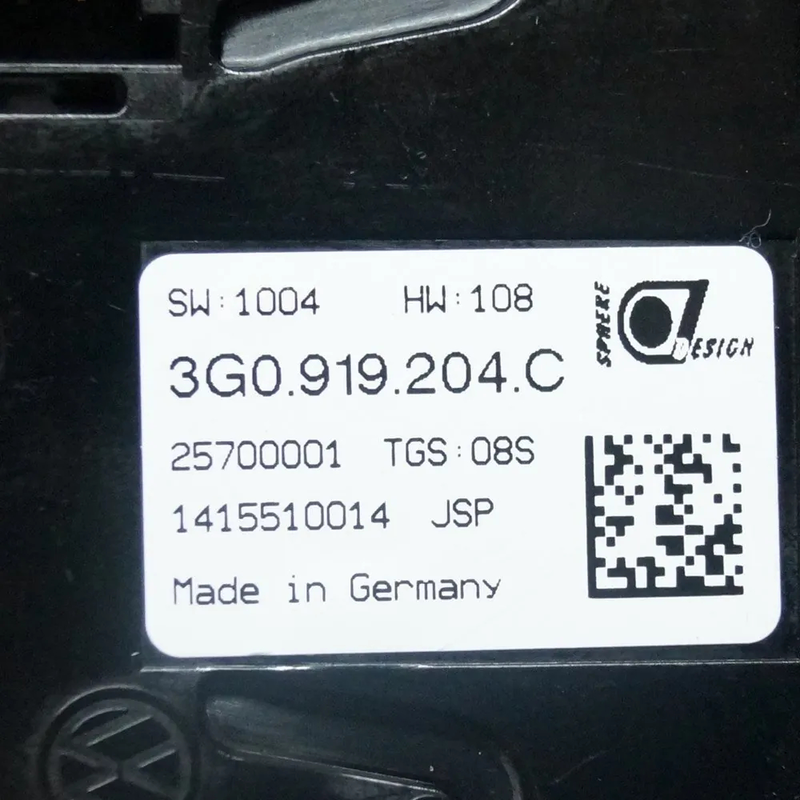 SW:1004 HW:108
SPHERE DESIGN
3G0.919.204.C
25700001 TGS:08S
1415510014 JSP
Made in Germany